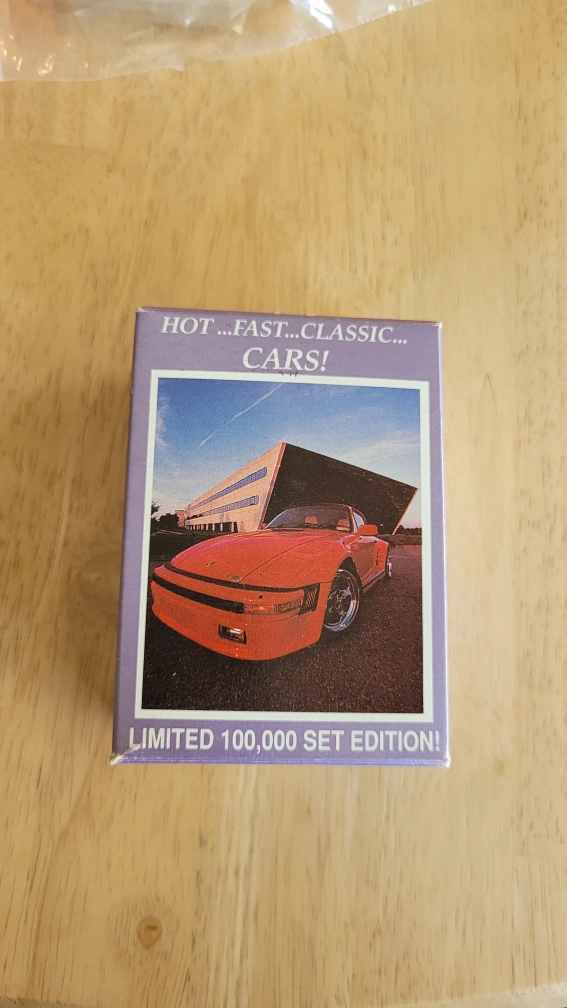 HOT ...FAST...CLASSIC...
CARS!
LIMITED 100,000 SET EDITION!